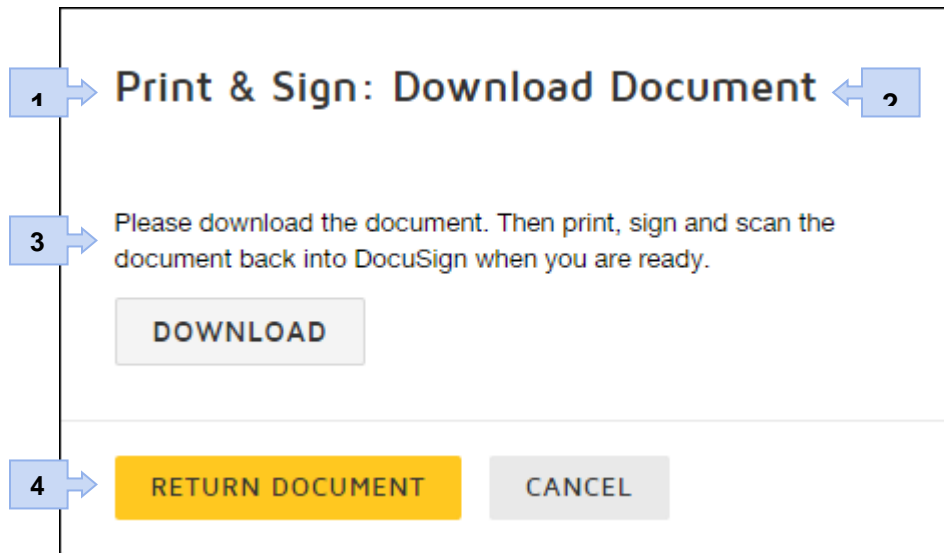 1 Print & Sign: Download Document 2
3 Please download the document. Then print, sign and scan the
document back into DocuSign when you are ready.
DOWNLOAD
4 RETURN DOCUMENT CANCEL